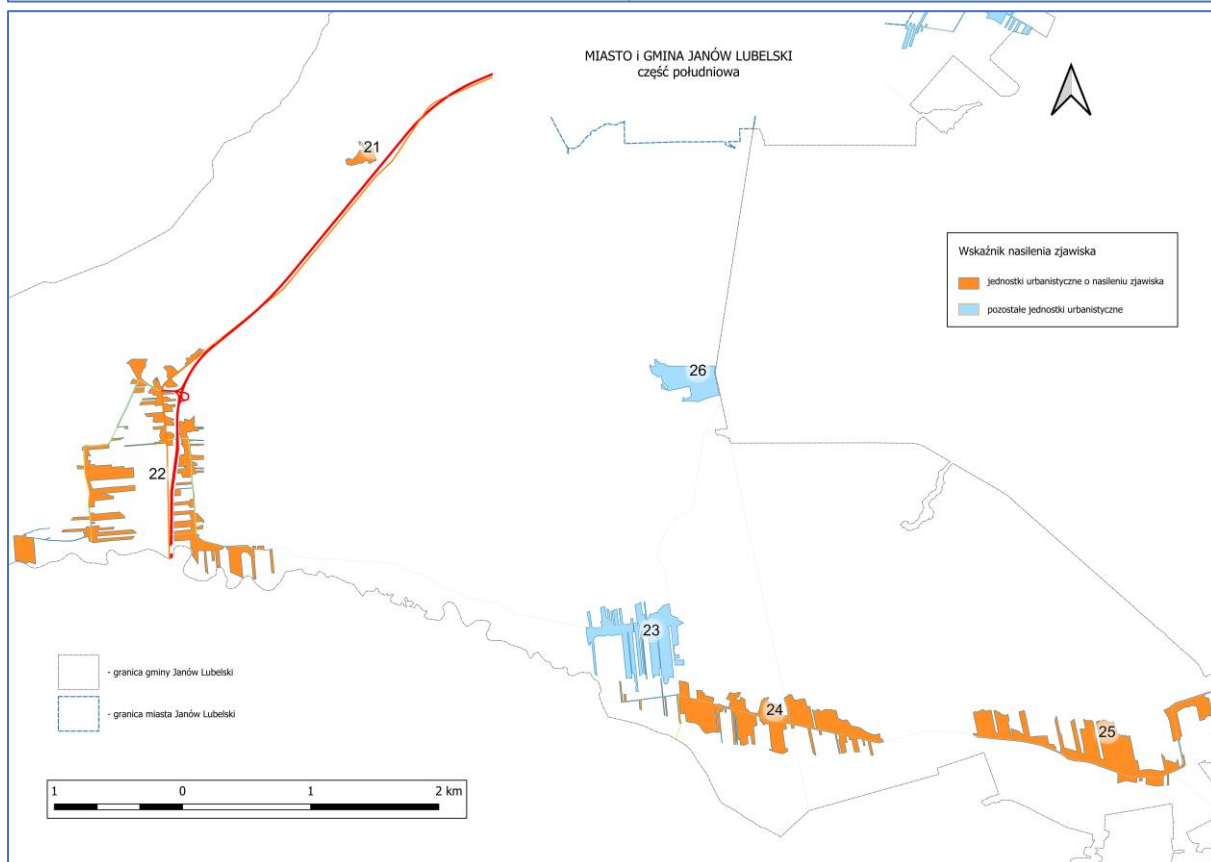 MIASTO i GMINA JANÓW LUBELSKI
część południowa
21
Wskaźnik nasilenia zjawiska
jednostki urbanistyczne o nasileniu zjawiska
pozostałe jednostki urbanistyczne
26
22
23
- granica gminy Janów Lubelski
- granica miasta Janów Lubelski
24
25
1 0 1 2 km